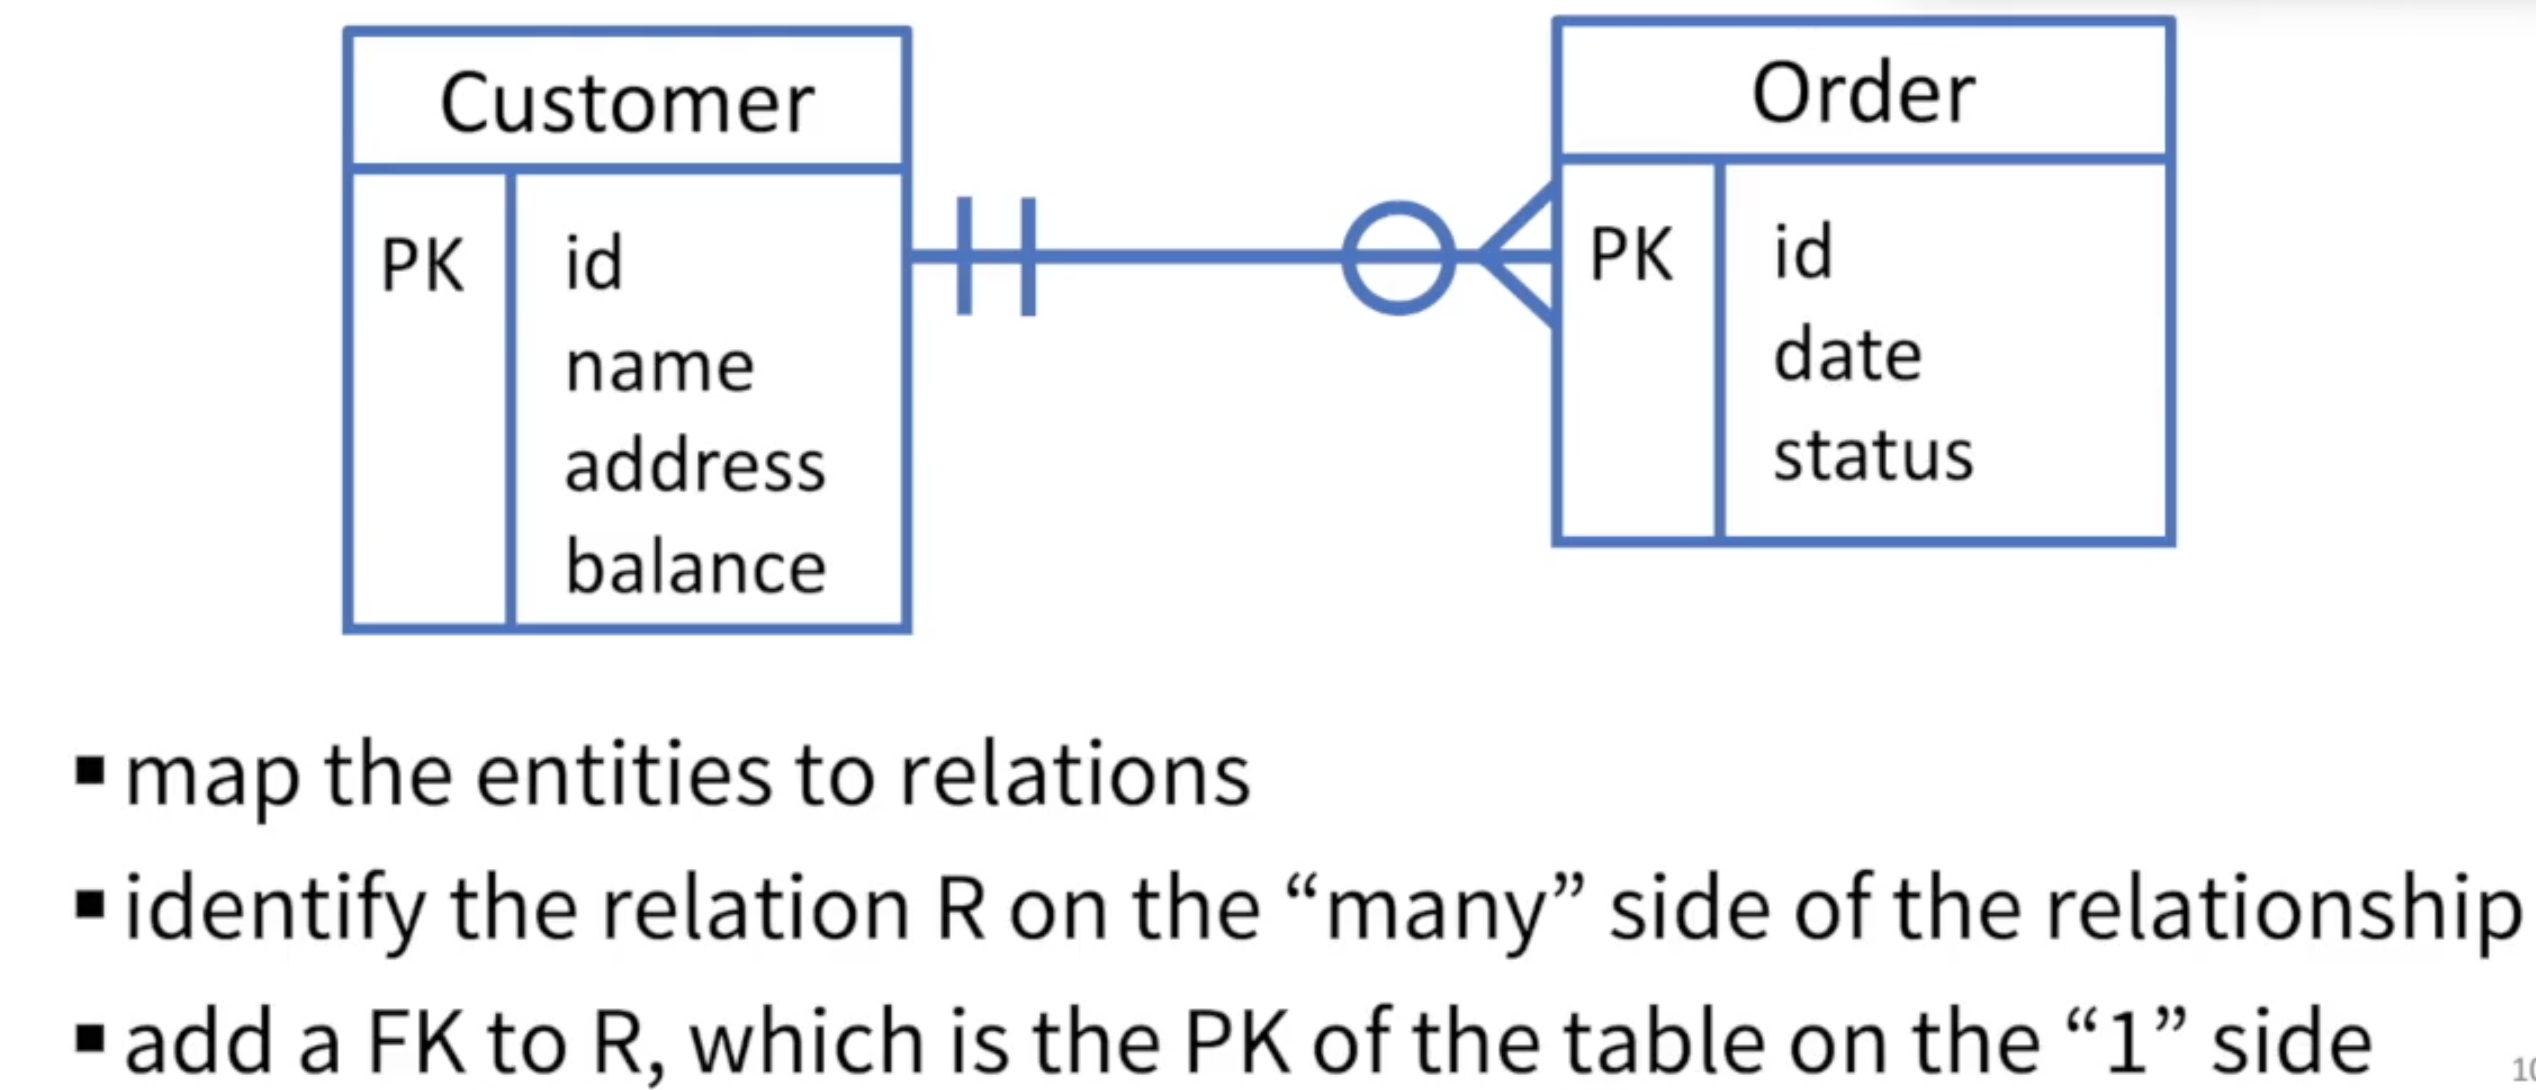 Customer
PK id
name
address
balance
Order
PK id
date
status
▪ map the entities to relations
▪ identify the relation R on the “many” side of the relationship
▪ add a FK to R, which is the PK of the table on the “1” side